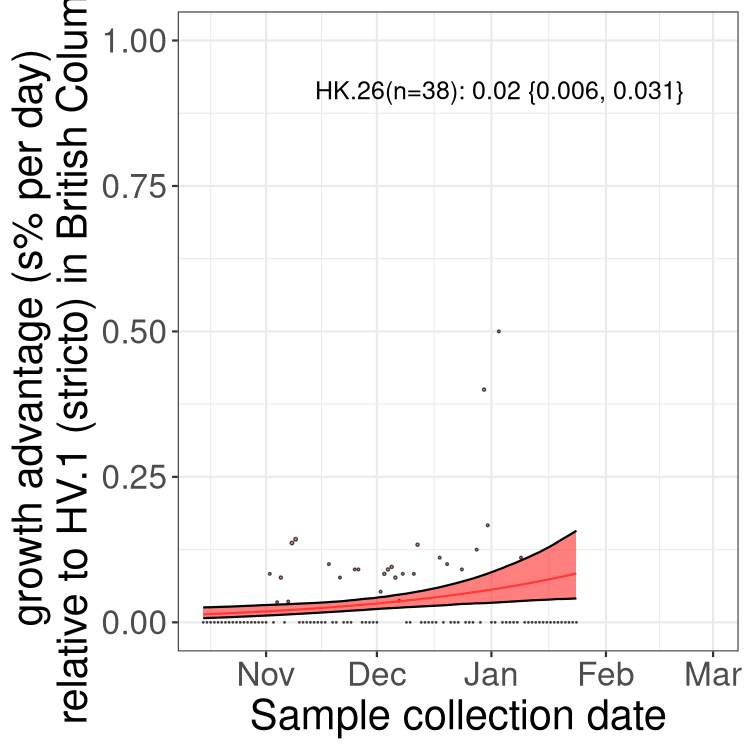 growth advantage (s% per day)
relative to HV.1 (stricto) in British Colum
1.00
0.75
0.50
0.25
0.00
HK.26(n=38): 0.02 {0.006, 0.031}
Nov Dec Jan Feb Mar
Sample collection date